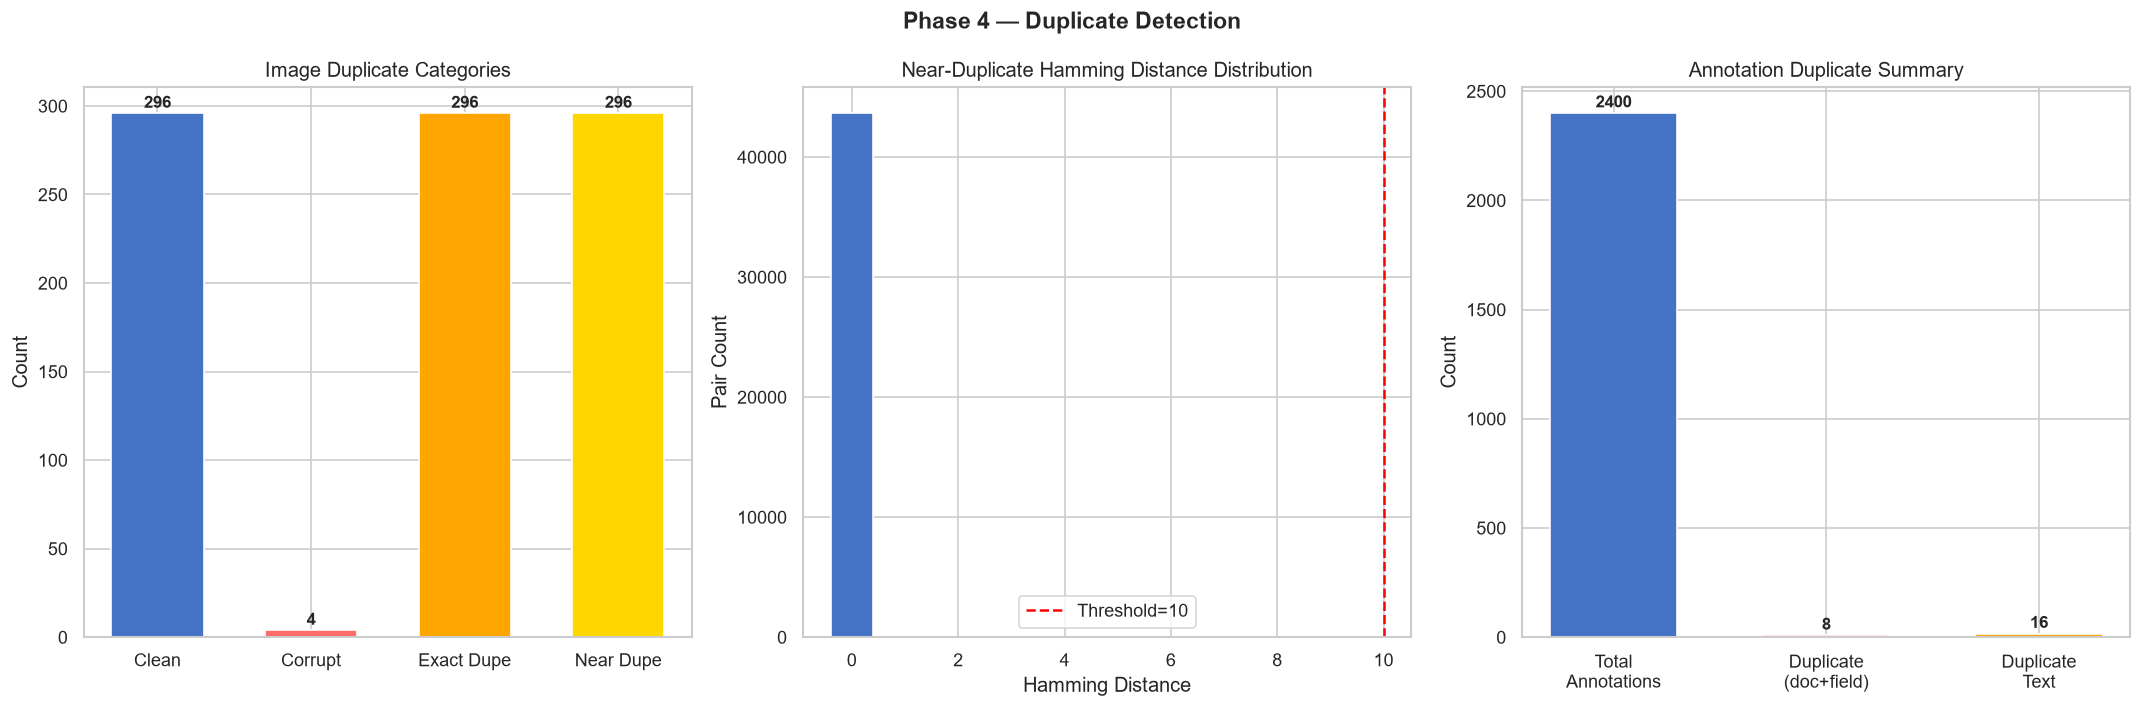 Phase 4 — Duplicate Detection
Image Duplicate Categories
Count
300
250
200
150
100
50
0
296
4
296
296
Clean
Corrupt
Exact Dupe
Near Dupe
Near-Duplicate Hamming Distance Distribution
Pair Count
40000
30000
20000
10000
0
Threshold=10
0
2
4
6
8
10
Hamming Distance
Annotation Duplicate Summary
Count
2500
2000
1500
1000
500
0
2400
8
16
Total
Annotations
Duplicate
(doc+field)
Duplicate
Text